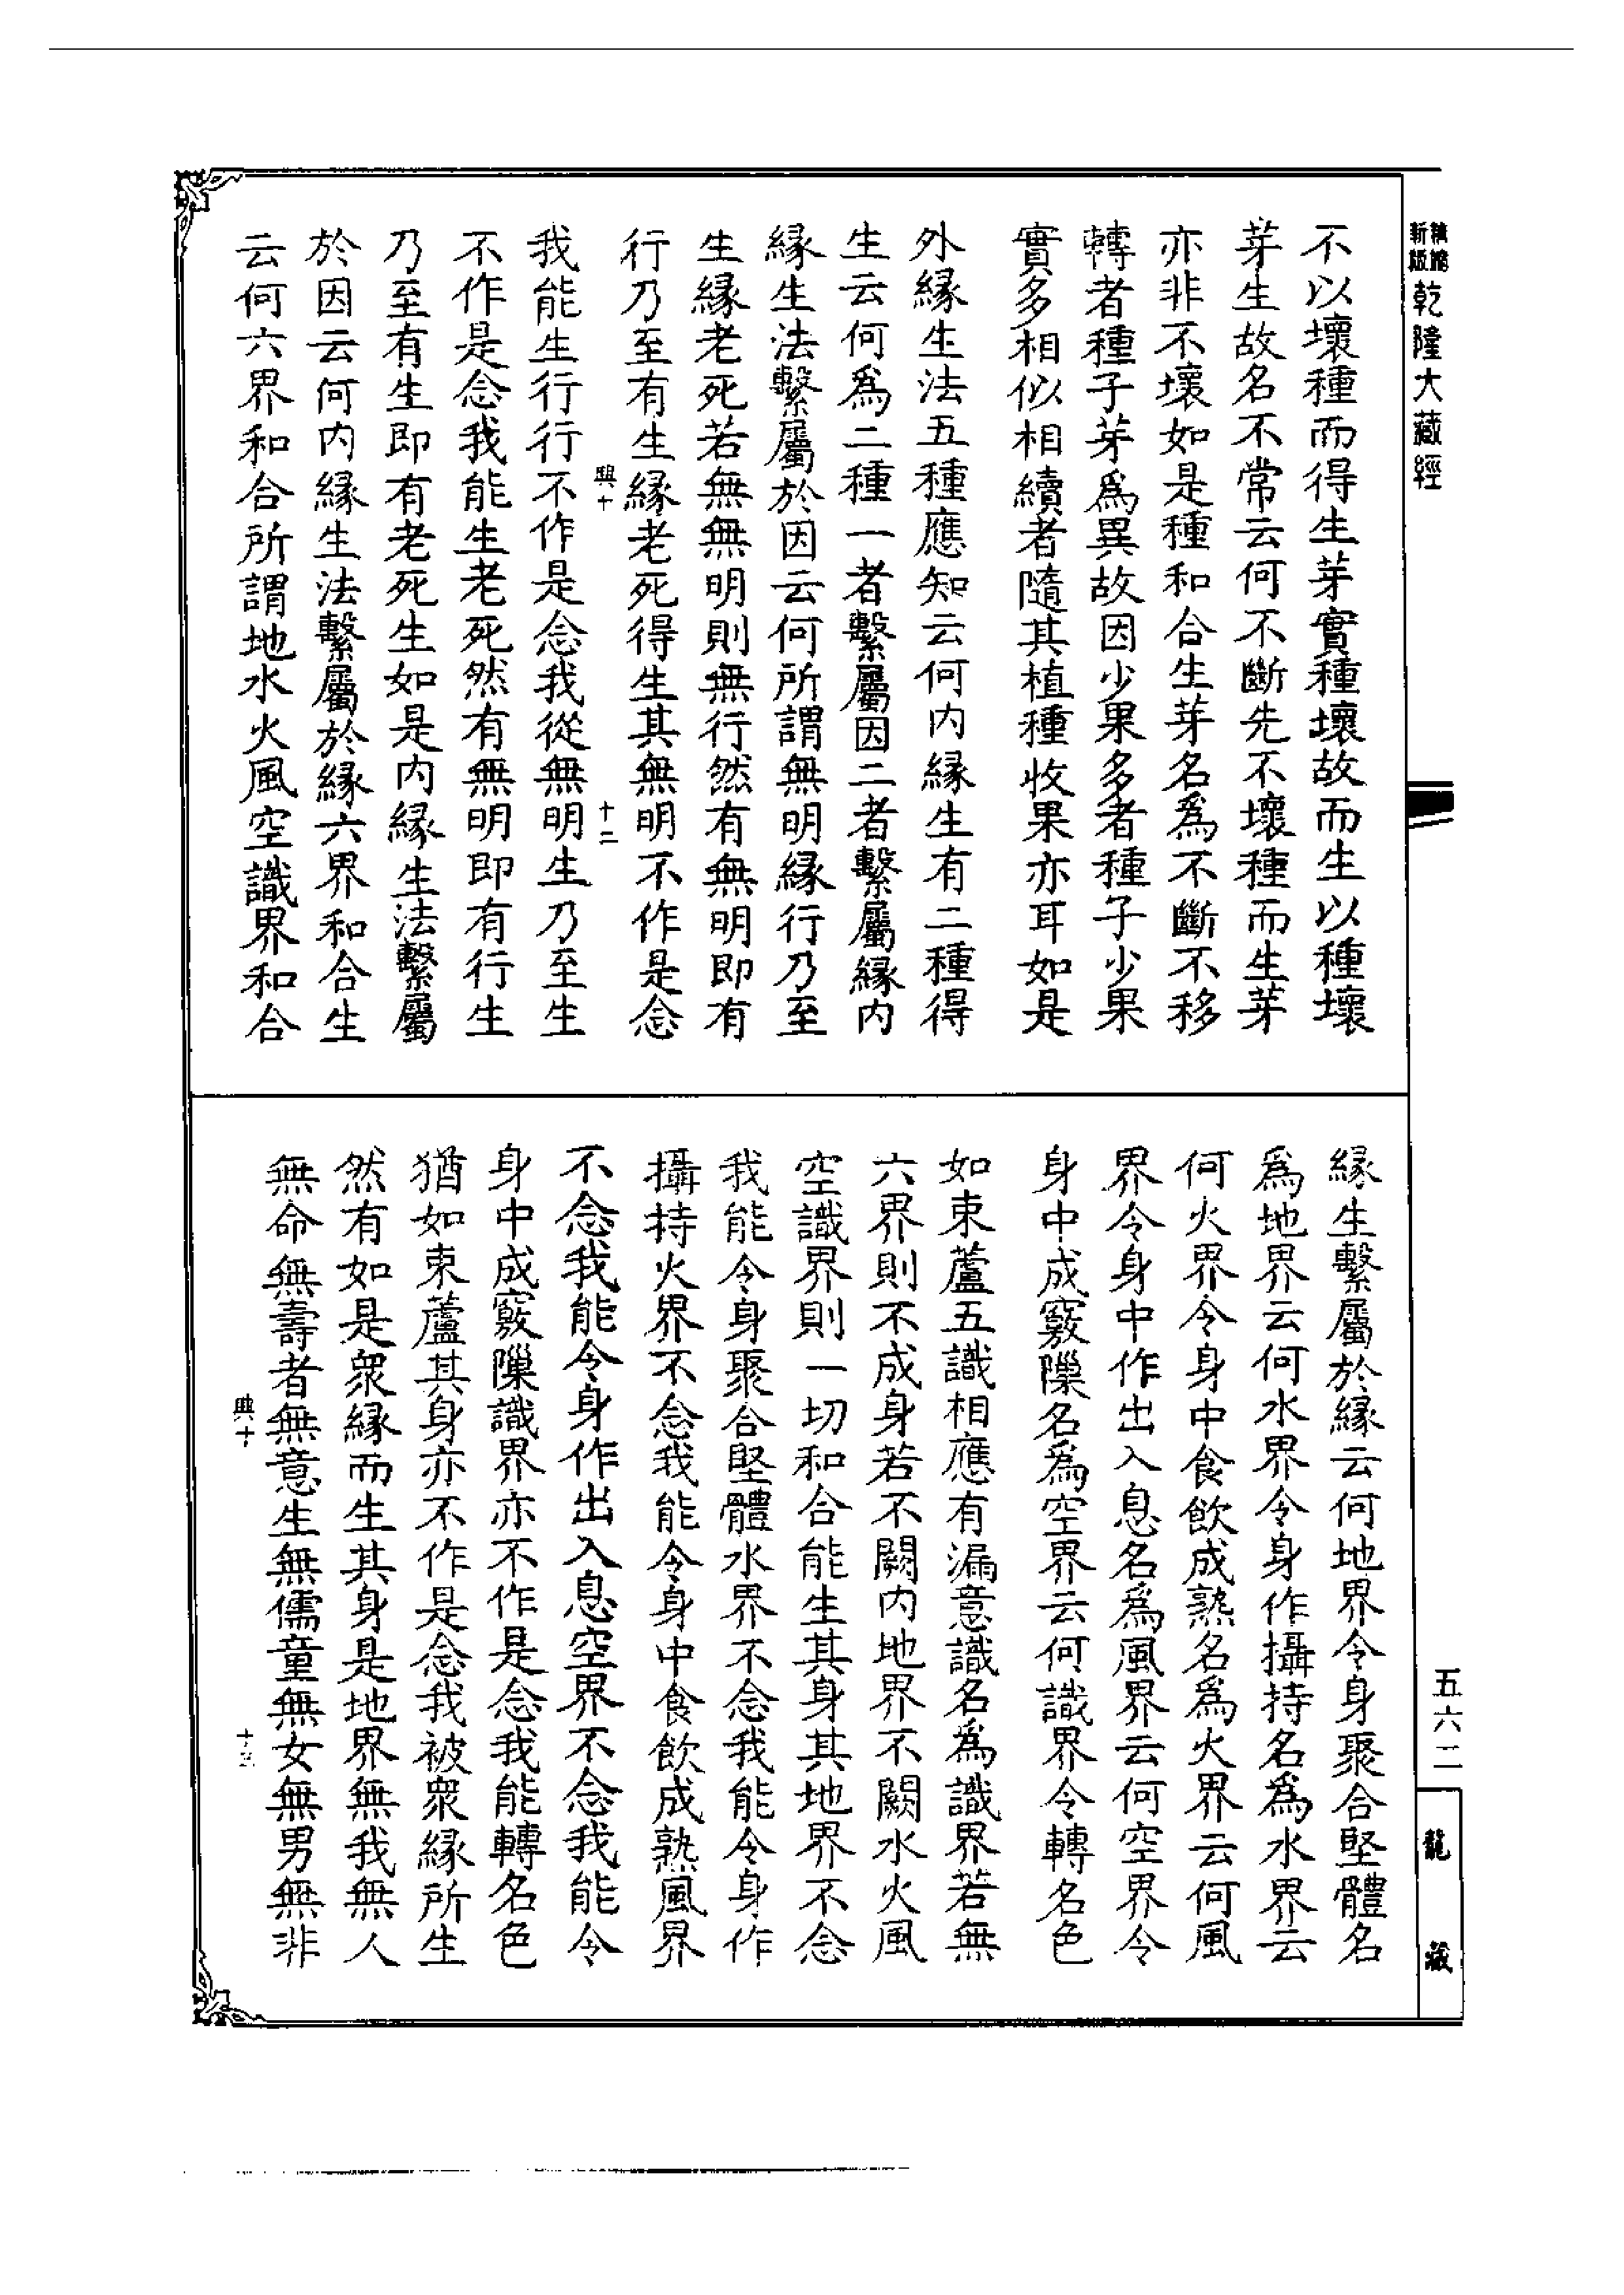 新版
乾隆大藏經
不以壞種而得生芽實種壞故而生以種壞
芽生故名不常云何不斷先不壞種而生芽
亦非不壞如是種和合生芽名爲不斷不移
轉者種子芽爲異故因少果多者種子少果
實多相似相續者隨其植種收果亦耳如是
外緣生法五種應知云何内緣生有二種得
生云何爲二種一者繫屬因二者繫屬緣内
緣生法繫屬於因云何所謂無明緣行乃至
生緣老死若無無明則無行然有無明即有
行乃至有生緣老死得生其無明不作是念
興十
十二
我能生行行不作是念我從無明生乃至生
不作是念我能生老死然有無明即有行生
乃至有生即有老死生如是内緣生法繫屬
於因云何内緣生法繫屬於緣六界和合生
云何六界和合所謂地水火風空識界和合
緣生繫屬於緣云何地界令身聚合堅體名
爲地界云何水界令身作攝持名爲水界云
何火界令身中食飲成熟名爲火界云何風
界令身中作出入息名爲風界云何空界令
身中成竅隟名爲空界云何識界令轉名色
如束蘆五識相應有漏意識名爲識界若無
六界則不成身若不闕内地界不闕水火風
空識界則一切和合能生其身其地界不念
我能令身聚合堅體水界不念我能令身作
攝持火界不念我能令身中食飲成熟風界
不念我能令身作出入息空界不念我能令
身中成竅隟識界亦不作是念我能轉名色
猶如束蘆其身亦不作是念我被衆緣所生
然有如是衆緣而生其身是地界無我無人
無命無壽者無意生無儒童無女無男無非
興十
五六二
龍藏